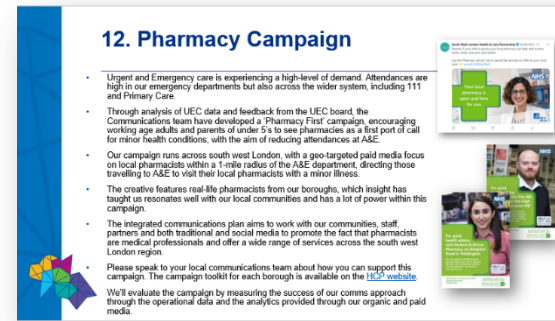 12. Pharmacy Campaign
• Urgent and Emergency care is experiencing a high-level of demand. Attendances are
high in our emergency departments but also across the wider system, including 111
and Primary Care.
• Through analysis of UEC data and feedback from the UEC board, the
Communications team have developed a 'Pharmacy First' campaign, encouraging
working age adults and parents of under 5's to see pharmacies as a first port of call
for minor health conditions, with the aim of reducing attendances at A&E.
• Our campaign runs across south west London, with a geo-targeted paid media focus
on local pharmacists within a 1-mile radius of the A&E department, directing those
travelling to A&E to visit their local pharmacists with a minor illness.
• The creative features real-life pharmacists from our boroughs, which insight has
taught us resonates well with our local communities and has a lot of power within this
campaign.
• The integrated communications plan aims to work with our communities, staff,
partners and both traditional and social media to promote the fact that pharmacists
are medical professionals and offer a wide range of services across the south west
London region.
• Please speak to your local communications team about how you can support this
campaign. The campaign toolkit for each borough is available on the HCP website.
• We'll evaluate the campaign by measuring the success of our comms approach
through the operational data and the analytics provided through our organic and paid
media.
South West London Health & Care Partnership
NHS
Your local
pharmacy is
open and here
for you
NHS
NHS
For quick
health advice,